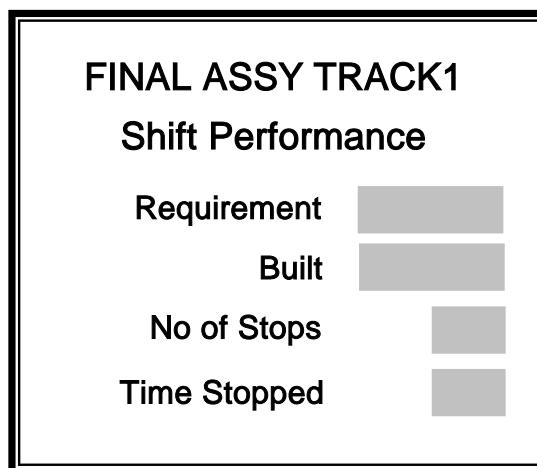 FINAL ASSY TRACK1
Shift Performance
Requirement
Built
No of Stops
Time Stopped